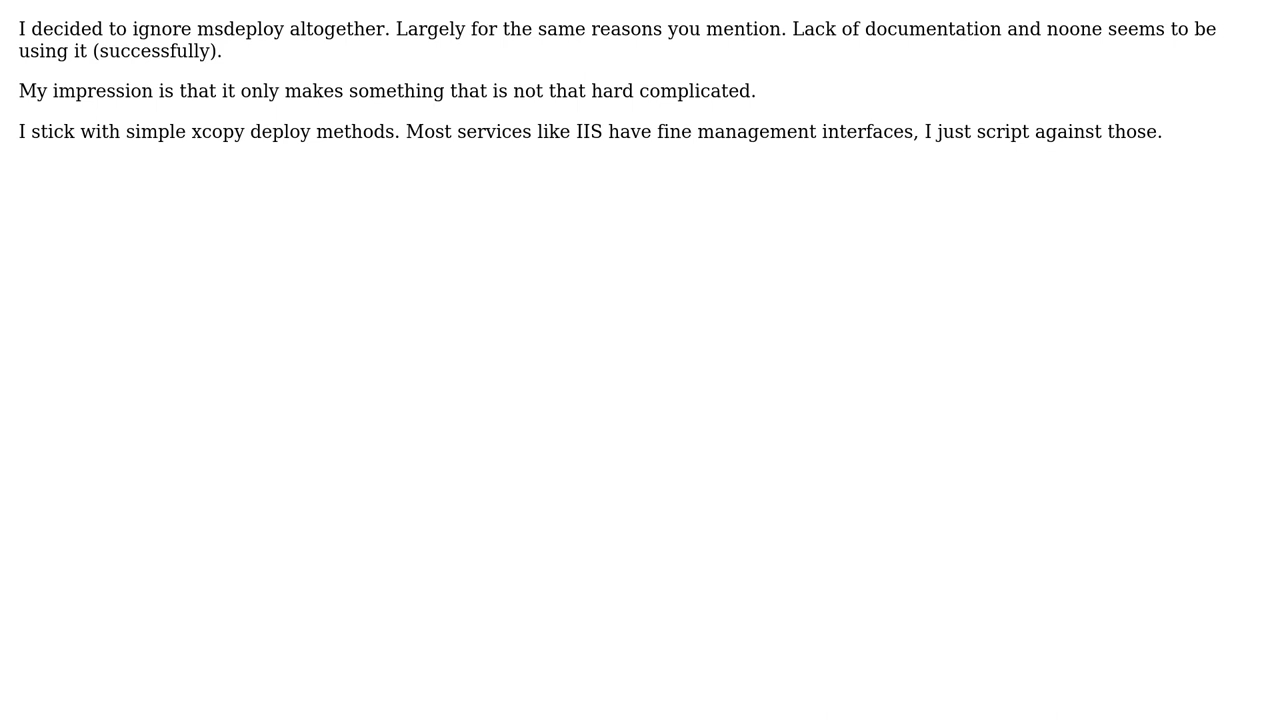 I decided to ignore msdeploy altogether. Largely for the same reasons you mention. Lack of documentation and noone seems to be
using it (successfully).
My impression is that it only makes something that is not that hard complicated.
I stick with simple xcopy deploy methods. Most services like IIS have fine management interfaces, I just script against those.